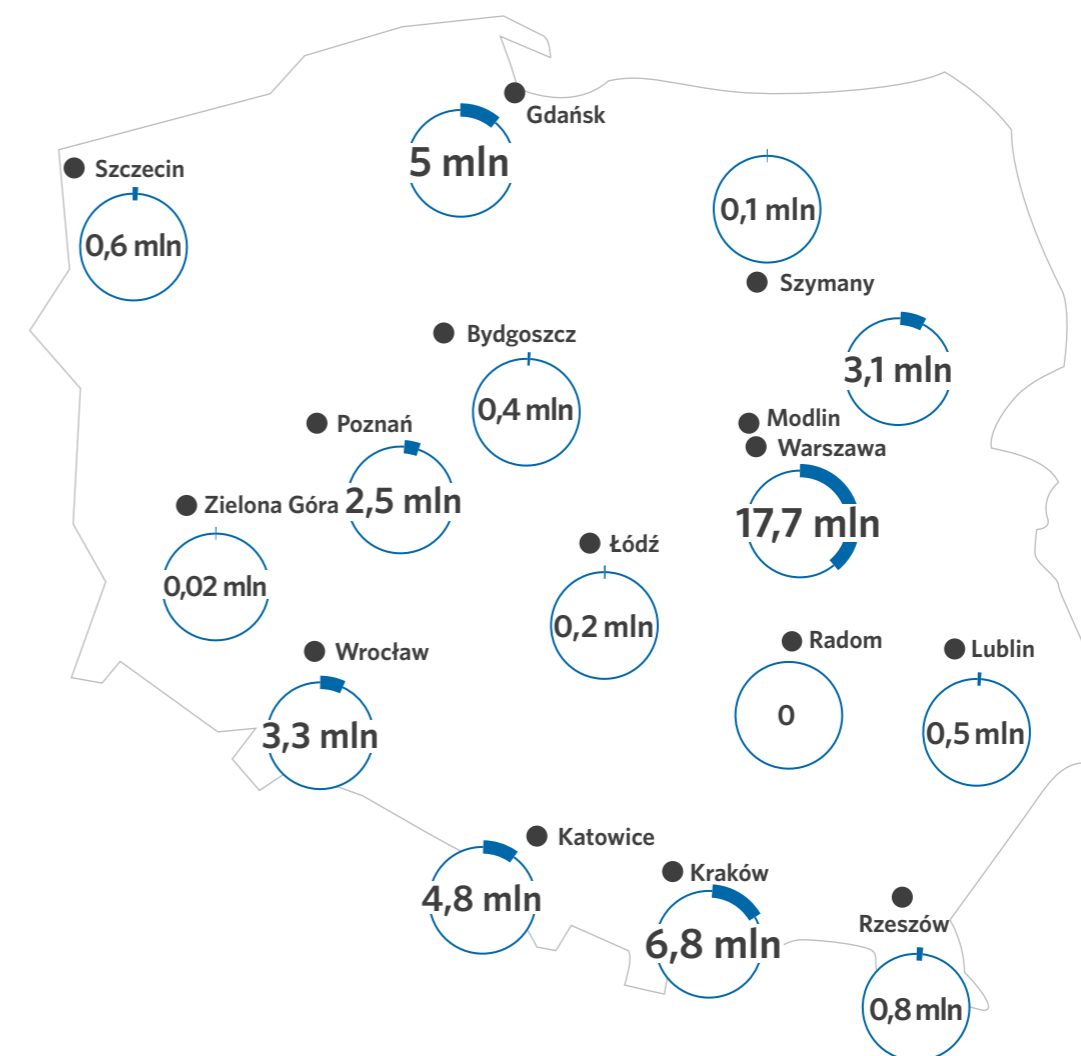 Gdańsk
5 mln
Szczecin
0,6 mln
0,1 mln
Szymany
Bydgoszcz
0,4 mln
3,1 mln
Poznań
2,5 mln
Modlin
Warszawa
17,7 mln
Zielona Góra
0,02 mln
Łódź
0,2 mln
Wrocław
3,3 mln
Radom
0
Lublin
0,5 mln
Katowice
4,8 mln
Kraków
6,8 mln
Rzeszów
0,8 mln